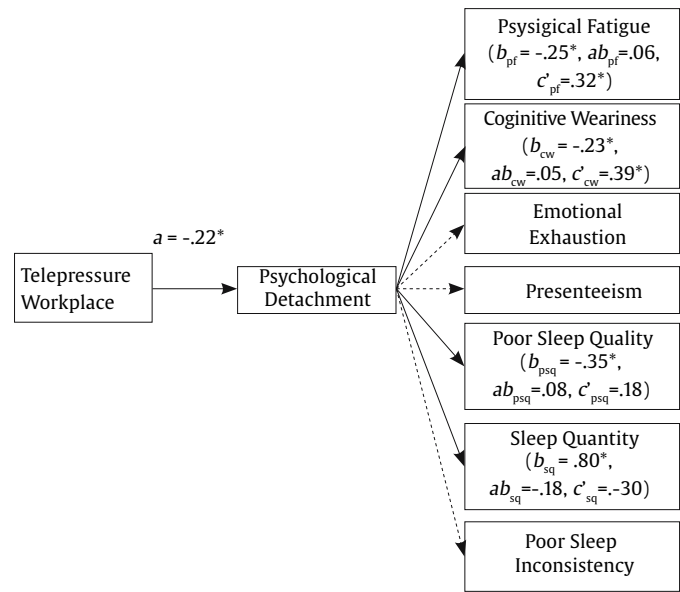 Psysigical Fatigue
(bpf = -.25*, abpf=.06,
c'pf=.32*)
Coginitive Weariness
(bcw = -.23*,
abcw=.05, c'cw=.39*)
Emotional
Exhaustion
a = -.22*
Telepressure
Workplace
Psychological
Detachment
Presenteeism
Poor Sleep Quality
(bpsq = -.35*,
abpsq=.08, c'psq=.18)
Sleep Quantity
(bsq = .80*,
absq=-.18, c'sq=.-30)
Poor Sleep
Inconsistency